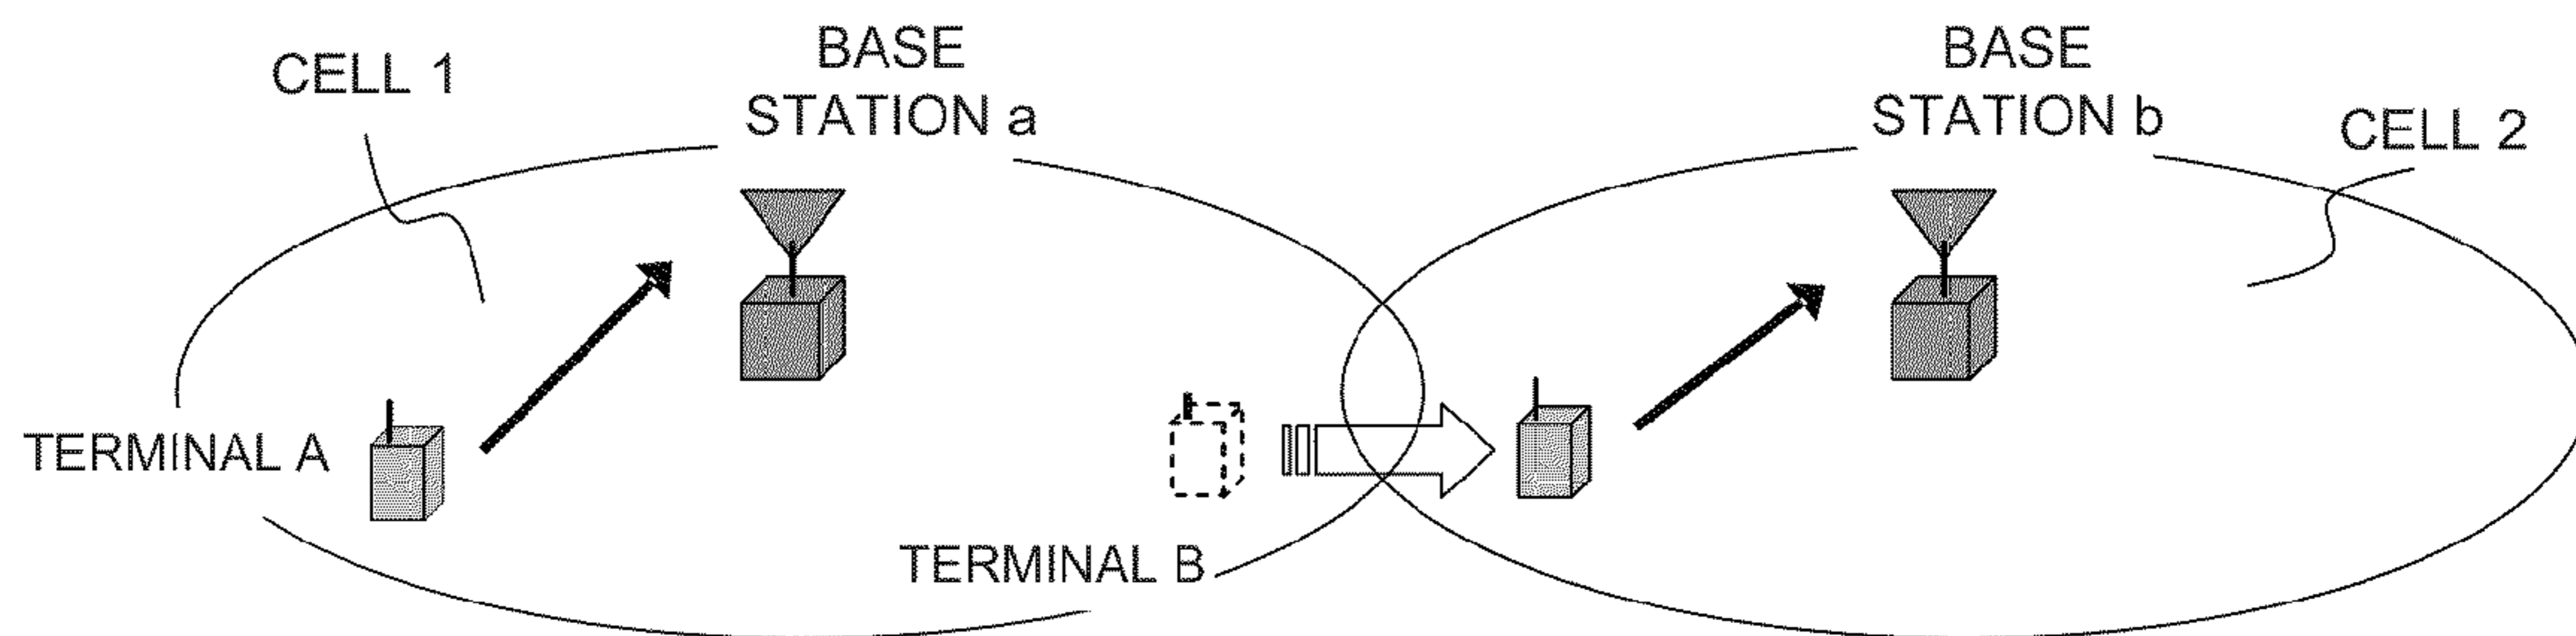 CELL 1
BASE
STATION a
BASE
STATION b
CELL 2
TERMINAL A
TERMINAL B